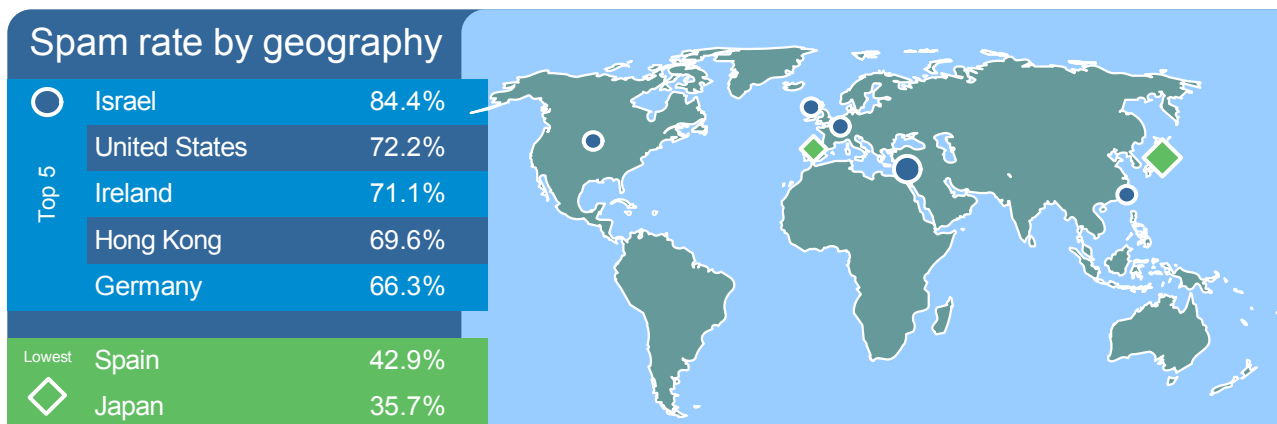 Spam rate by geography
Israel 84.4%
United States 72.2%
Top 5
Ireland 71.1%
Hong Kong 69.6%
Germany 66.3%
Lowest Spain 42.9%
Japan 35.7%